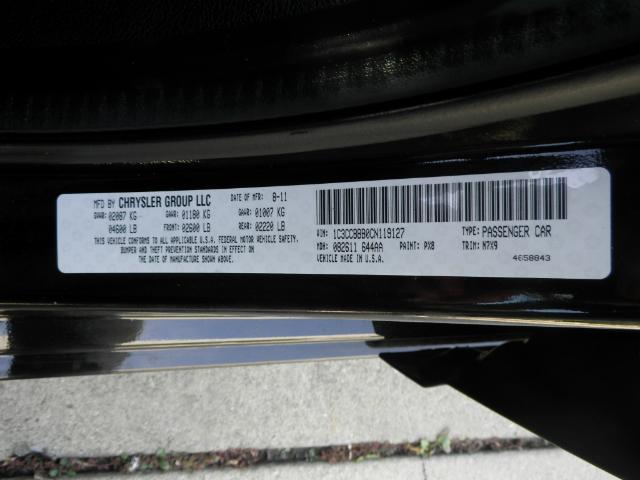 MFD BY CHRYSLER GROUP LLC DATE OF MFR: 8-11
GVWR: 02087 KG GAWR: 01180 KG GAWR: 01007 KG
04600 LB FRONT: 02600 LB REAR: 02220 LB
THIS VEHICLE CONFORMS TO ALL APPLICABLE U.S.A. FEDERAL MOTOR VEHICLE SAFETY,
BUMPER AND THEFT PREVENTION STANDARDS IN EFFECT ON
THE DATE OF MANUFACTURE SHOWN ABOVE.
VIN: 1C3CC9BB0CN119127 TYPE: PASSENGER CAR
MDH: 082611 644AA PAINT: PX8 TRIM: N7X9
VEHICLE MADE IN U.S.A. 4658843